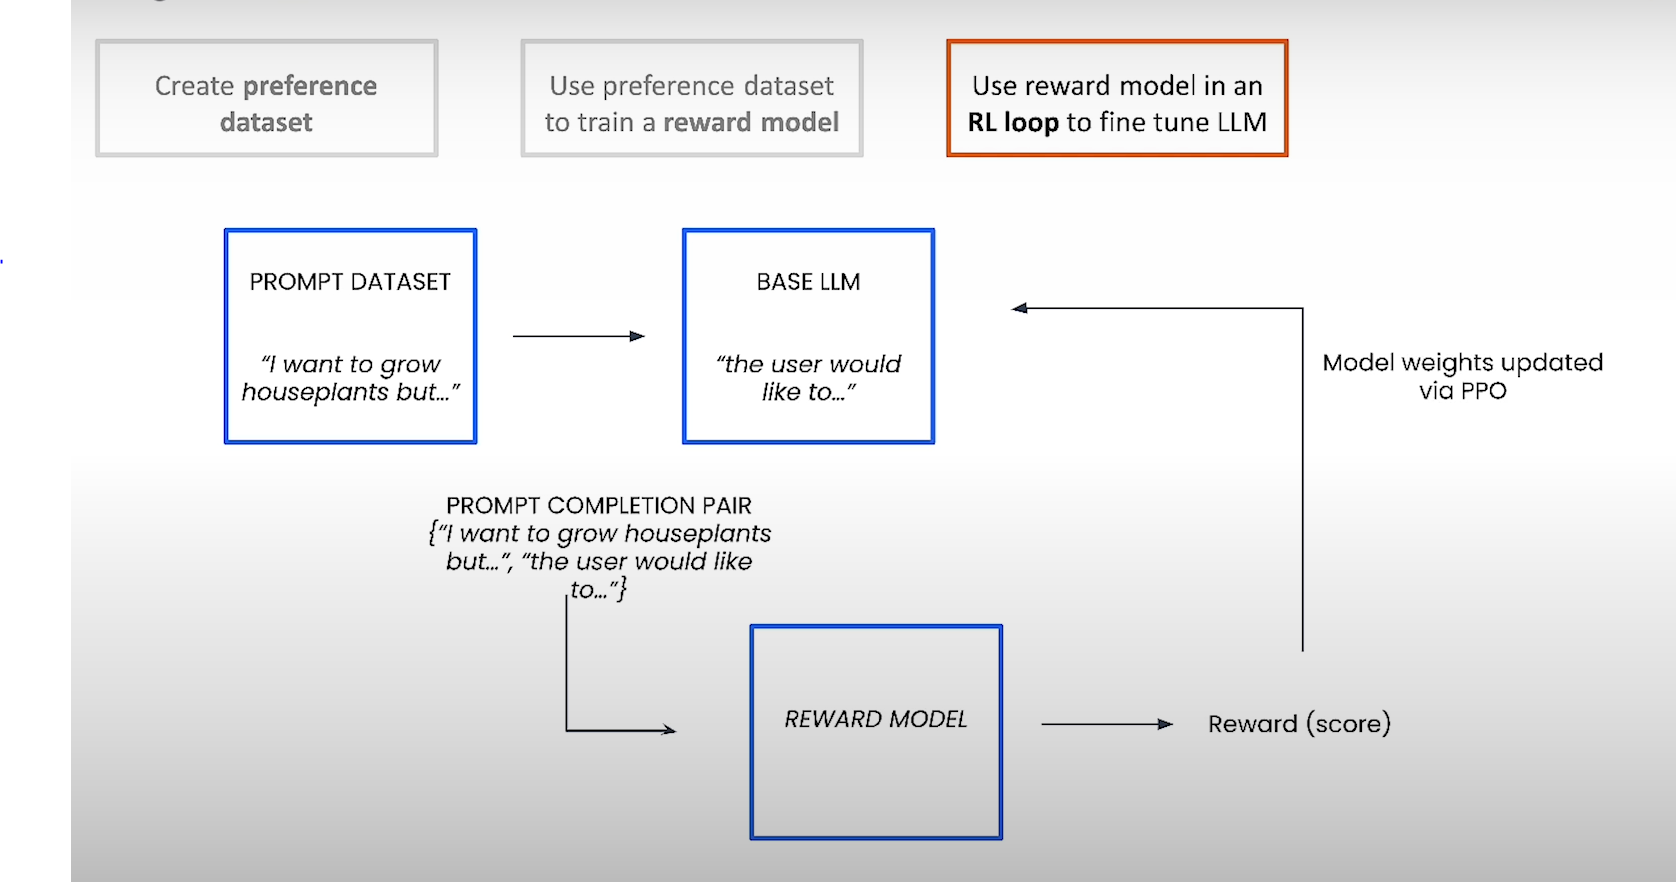 Create preference
dataset
Use preference dataset
to train a reward model
Use reward model in an
RL loop to fine tune LLM
PROMPT DATASET
“I want to grow
houseplants but...”
BASE LLM
“the user would
like to...”
Model weights updated
via PPO
PROMPT COMPLETION PAIR
{“I want to grow houseplants
but...”, “the user would like
to...”}
REWARD MODEL
Reward (score)